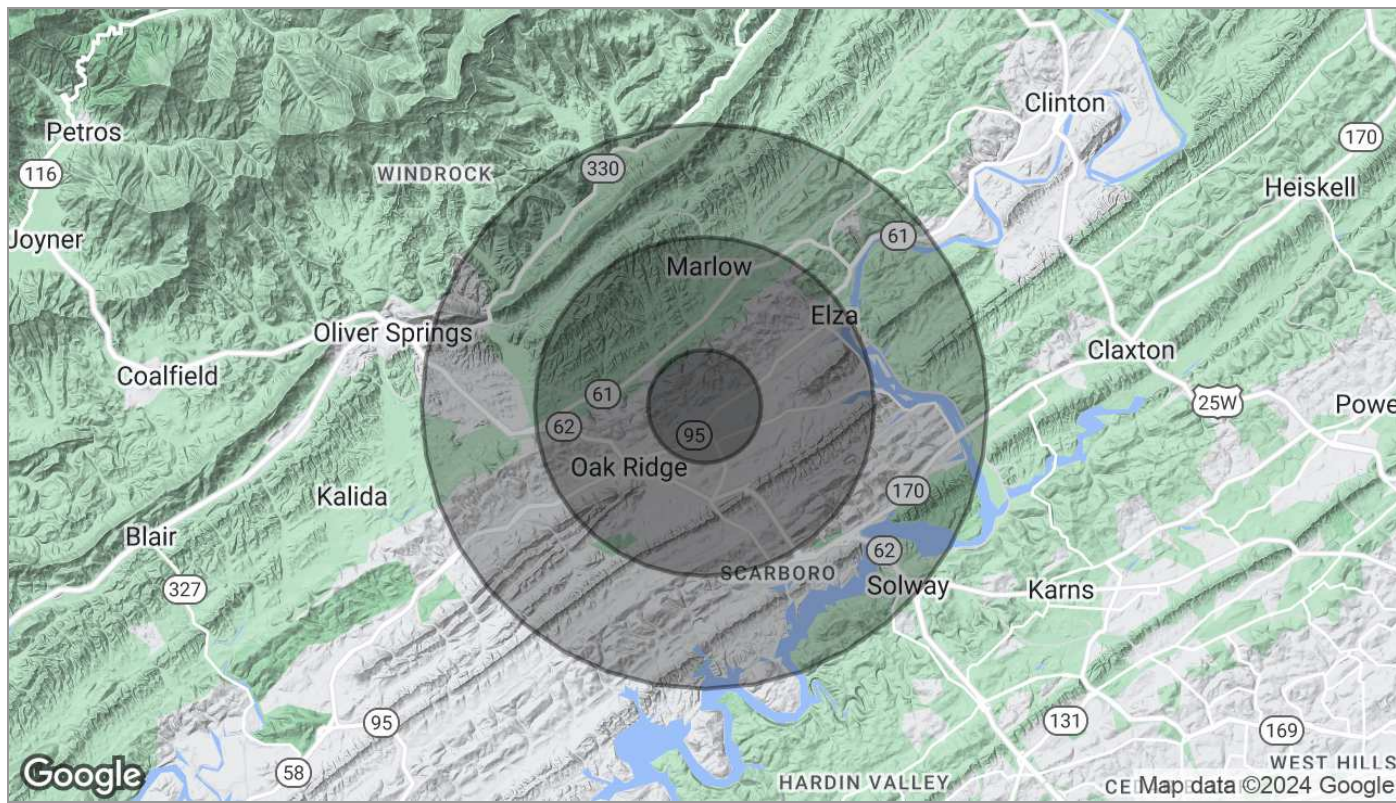 Clinton
Petros
170
WINDROCK
330
116
Heiskell
Joyner
61
Marlow
Elza
Oliver Springs
Claxton
Coalfield
61
25W
62
95
Oak Ridge
170
Kalida
Blair
62
SCARBORO
327
Solway
Karns
95
131
169
58
WEST HILLS
Google
HARDIN VALLEY
Map data ©2024 Google